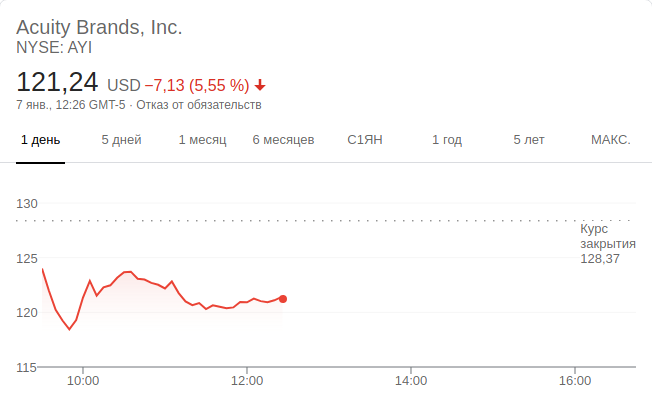 Acuity Brands, Inc.
NYSE: AYI
121,24 USD −7,13 (5,55 %)
7 янв., 12:26 GMT-5 · Отказ от обязательств
1 день 5 дней 1 месяц 6 месяцев С1ЯН 1 год 5 лет МАКС.
130
Курс
закрытия
128,37
125
120
115
10:00 12:00 14:00 16:00